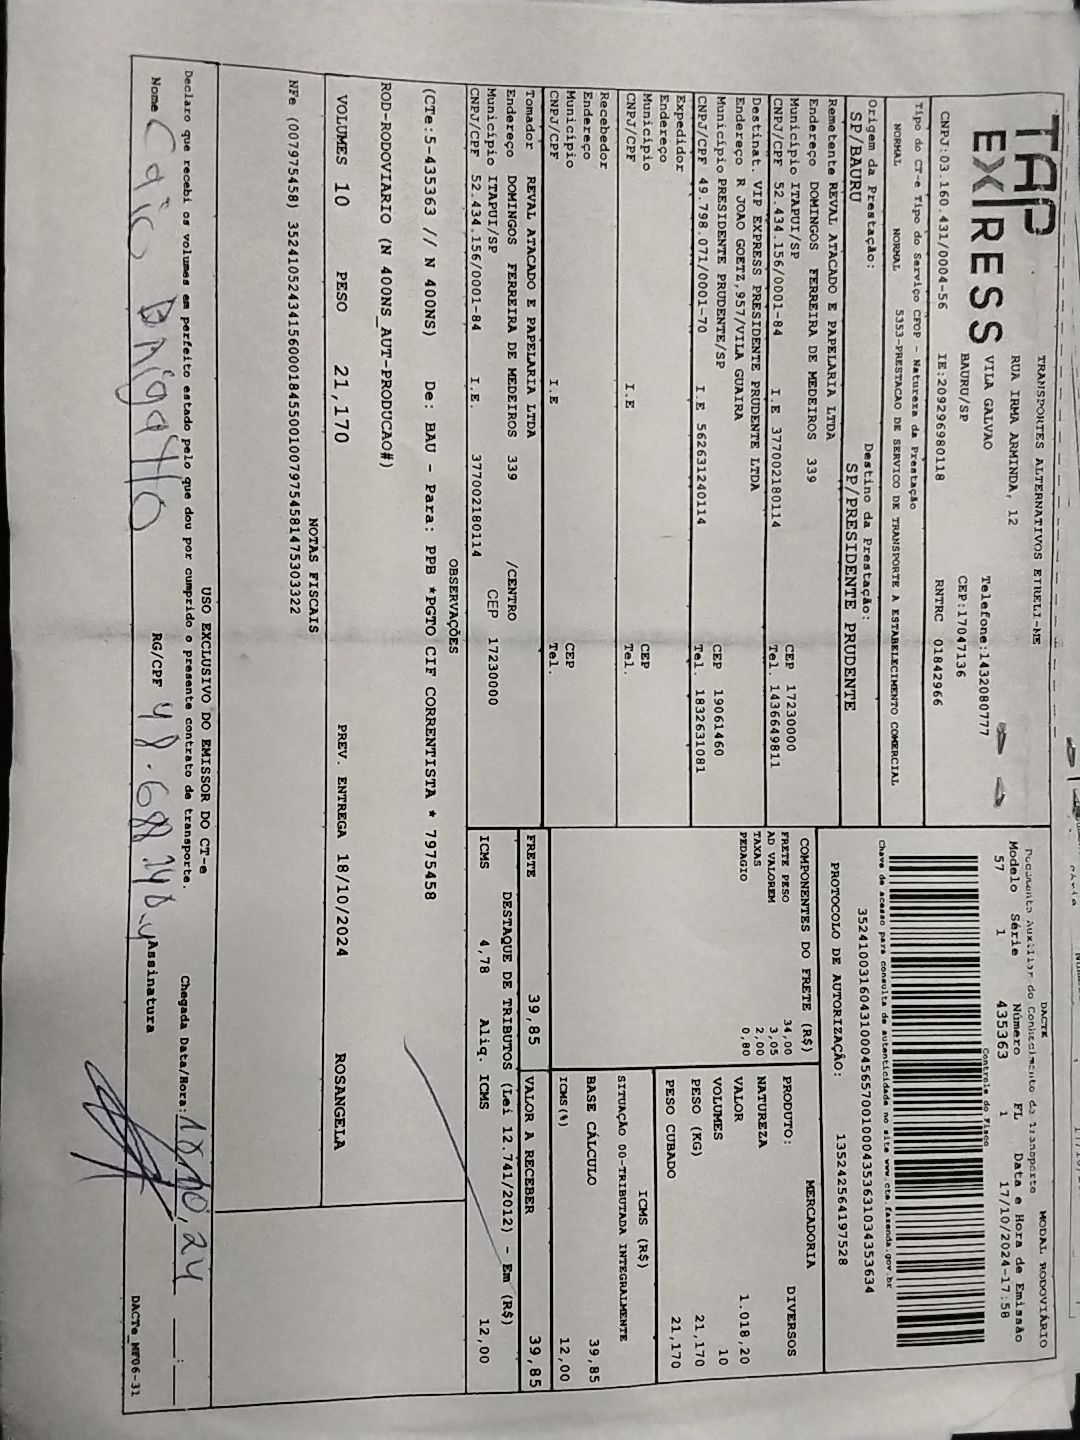 TAP EXPRESS
TRANSPORTES ALTERNATIVOS EIRELI-ME
RUA IRMA ARMINDA, 12
VILA GALVAO
BAURU/SP
Telefone:1432080777
CEP:17047136
CNPJ:03.160.431/0004-56 IE:209296980118 RNTRC 01842966
Tipo do CT-e Tipo do Serviço CFOP - Natureza da Prestação
NORMAL NORMAL 5353-PRESTACAO DE SERVICO DE TRANSPORTE A ESTABELECIMENTO COMERCIAL
Origem da Prestação: Destino da Prestação:
SP/BAURU SP/PRESIDENTE PRUDENTE
DACTE MODAL RODOVIÁRIO
Documento Auxiliar do Conhecimento de Transporte
Modelo Série Número FL Data e Hora de Emissão
57 1 435363 1 17/10/2024-17:58
Controle do Fisco
Chave de acesso para consulta de autenticidade no site www.cte.fazenda.gov.br
35241003160431000456570010004353631034353634
PROTOCOLO DE AUTORIZAÇÃO: 135242564197528
Remetente REVAL ATACADO E PAPELARIA LTDA
Endereço DOMINGOS FERREIRA DE MEDEIROS 339
Município ITAPUI/SP CEP 17230000
CNPJ/CPF 52.434.156/0001-84 I.E 377002180114 Tel. 1436649811
Destinat. VIP EXPRESS PRESIDENTE PRUDENTE LTDA
Endereço R JOAO GOETZ,957/VILA GUAIRA
Município PRESIDENTE PRUDENTE/SP CEP 19061460
CNPJ/CPF 49.798.071/0001-70 I.E 562631240114 Tel. 1832631081
Expedidor
Endereço
Município CEP
CNPJ/CPF I.E Tel.
Recebedor
Endereço
Município CEP
CNPJ/CPF I.E Tel.
Tomador REVAL ATACADO E PAPELARIA LTDA
Endereço DOMINGOS FERREIRA DE MEDEIROS 339 /CENTRO
Município ITAPUI/SP CEP 17230000
CNPJ/CPF 52.434.156/0001-84 I.E. 377002180114
COMPONENTES DO FRETE (R$)
FRETE PESO 34,00
AD VALOREM 3,05
TAXAS 2,00
PEDAGIO 0,80
MERCADORIA
PRODUTO: DIVERSOS
NATUREZA
VALOR 1.018,20
VOLUMES 10
PESO (KG) 21,170
PESO CUBADO 21,170
ICMS (R$)
SITUAÇÃO 00-TRIBUTADA INTEGRALMENTE
BASE CÁLCULO 39,85
ICMS(%) 12,00
FRETE 39,85 VALOR A RECEBER 39,85
DESTAQUE DE TRIBUTOS (Lei 12.741/2012) - Em (R$)
ICMS 4,78 Aliq. ICMS 12,00
OBSERVAÇÕES
(CTe:5-435363 // N 400NS) De: BAU - Para: PPB *PGTO CIF CORRENTISTA * 7975458
ROD-RODOVIARIO (N 400NS_AUT-PRODUCAO#)
VOLUMES 10 PESO 21,170 PREV. ENTREGA 18/10/2024 ROSANGELA
NOTAS FISCAIS
NFe (007975458) 35241052434156000184550010079754581475303322
USO EXCLUSIVO DO EMISSOR DO CT-e
Declaro que recebi os volumes em perfeito estado pelo que dou por cumprido o presente contrato de transporte. Chegada Data/Hora: 18/10/24 __:__
Nome Caio RG/CPF Assinatura
DACTe_MF06-31